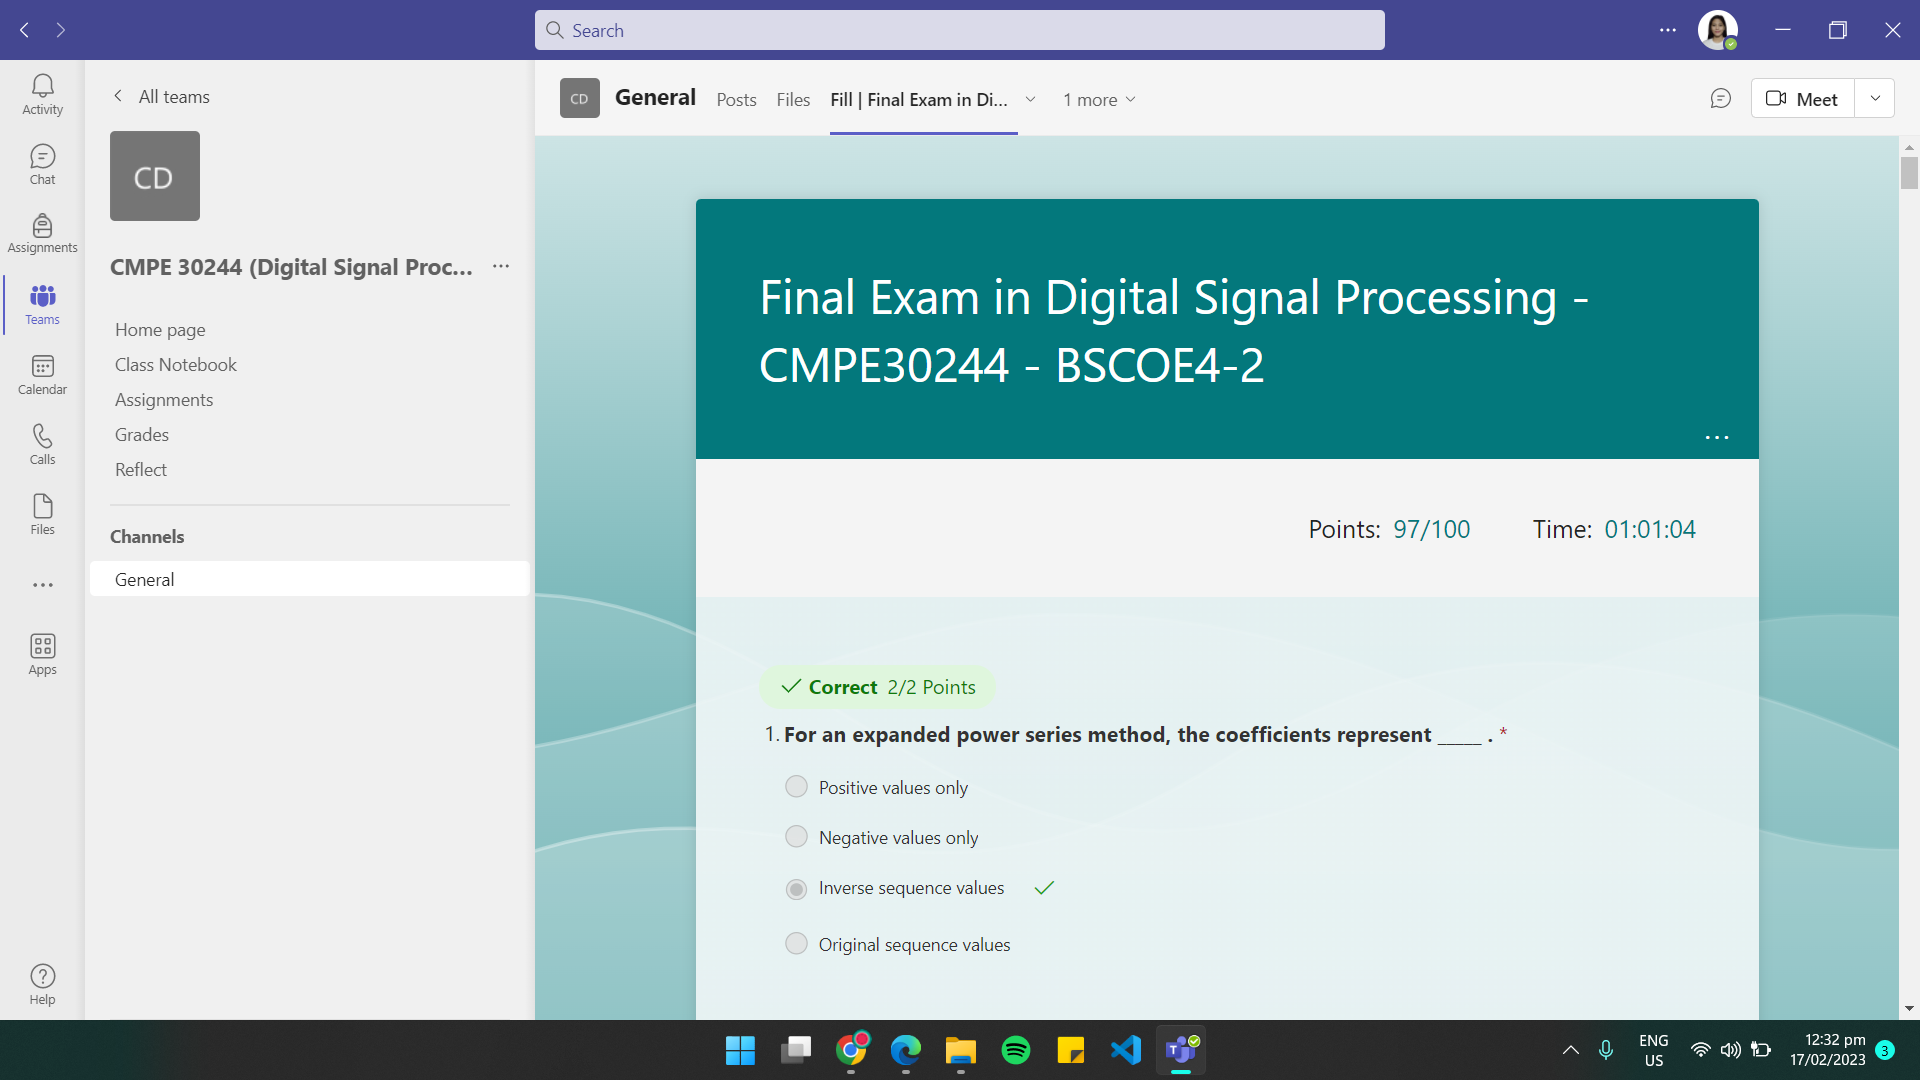 Search
Activity
Chat
Assignments
Teams
Calendar
Calls
Files
Apps
Help
All teams
CD
CMPE 30244 (Digital Signal Proc...
Home page
Class Notebook
Assignments
Grades
Reflect
Channels
General
CD
General
Posts
Files
Fill | Final Exam in Di...
1 more
Meet
Final Exam in Digital Signal Processing -
CMPE30244 - BSCOE4-2
Points: 97/100
Time: 01:01:04
Correct 2/2 Points
1. For an expanded power series method, the coefficients represent _____ . *
Positive values only
Negative values only
Inverse sequence values
Original sequence values
ENG
US
12:32 pm
17/02/2023
3